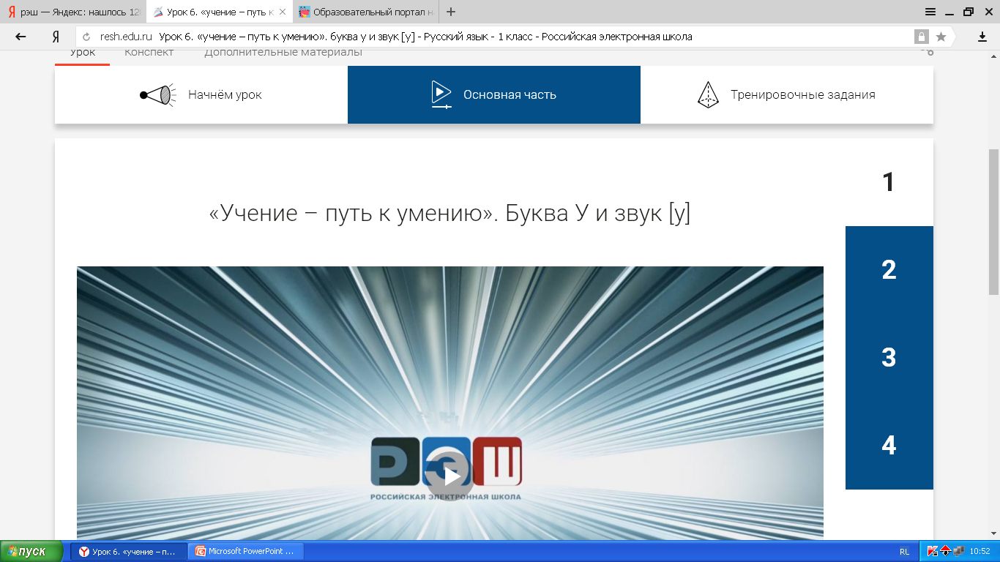 рэш — Яндекс: нашлось 12
Урок 6. «учение – путь к
Образовательный портал н
resh.edu.ru Урок 6. «учение – путь к умению». буква у и звук [у] - Русский язык - 1 класс - Российская электронная школа
Урок Конспект Дополнительные материалы
Начнём урок
Основная часть
Тренировочные задания
1
«Учение – путь к умению». Буква У и звук [у]
2
3
4
РЭШ
РОССИЙСКАЯ ЭЛЕКТРОННАЯ ШКОЛА
пуск
Урок 6. «учение – п...
Microsoft PowerPoint ...
RL
10:52